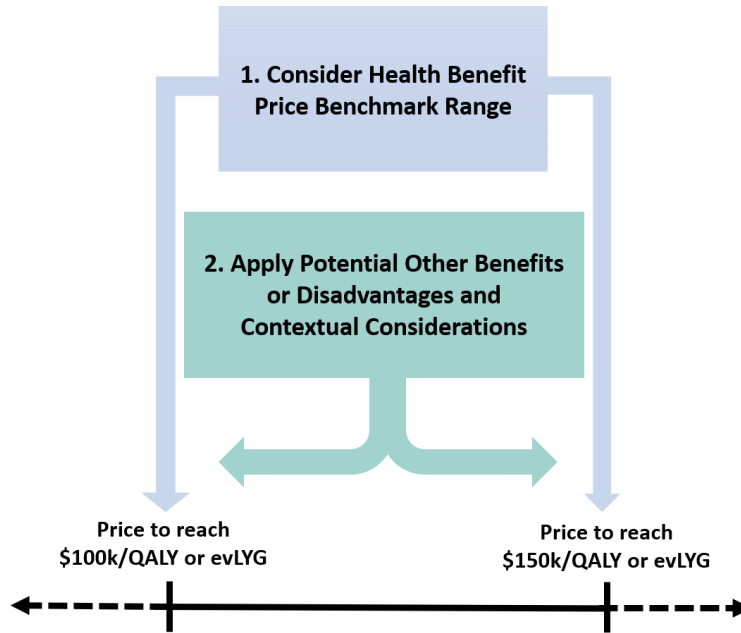 1. Consider Health Benefit
Price Benchmark Range
2. Apply Potential Other Benefits
or Disadvantages and
Contextual Considerations
Price to reach
$100k/QALY or evLYG
Price to reach
$150k/QALY or evLYG